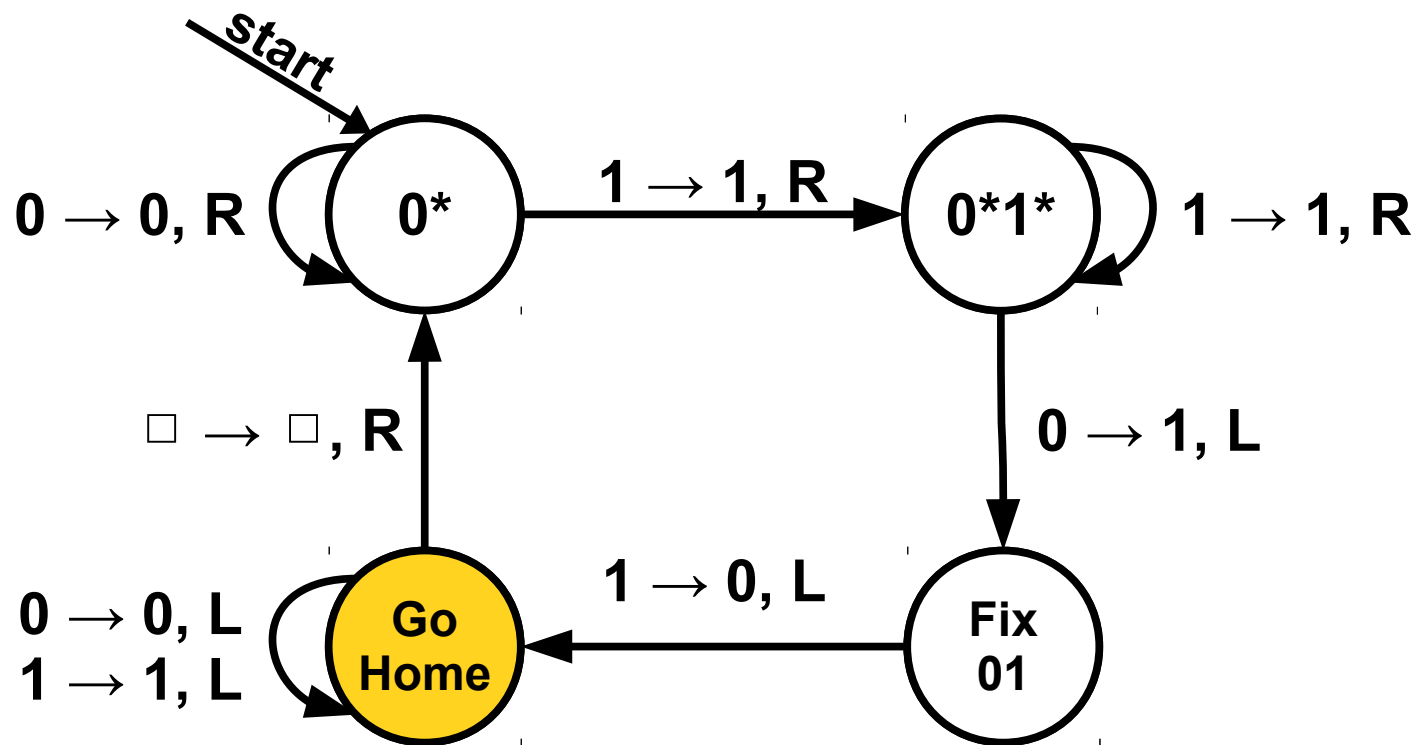 start
0 → 0, R
0*
1 → 1, R
0*1*
1 → 1, R
□ → □, R
0 → 1, L
0 → 0, L
1 → 1, L
Go
Home
1 → 0, L
Fix
01